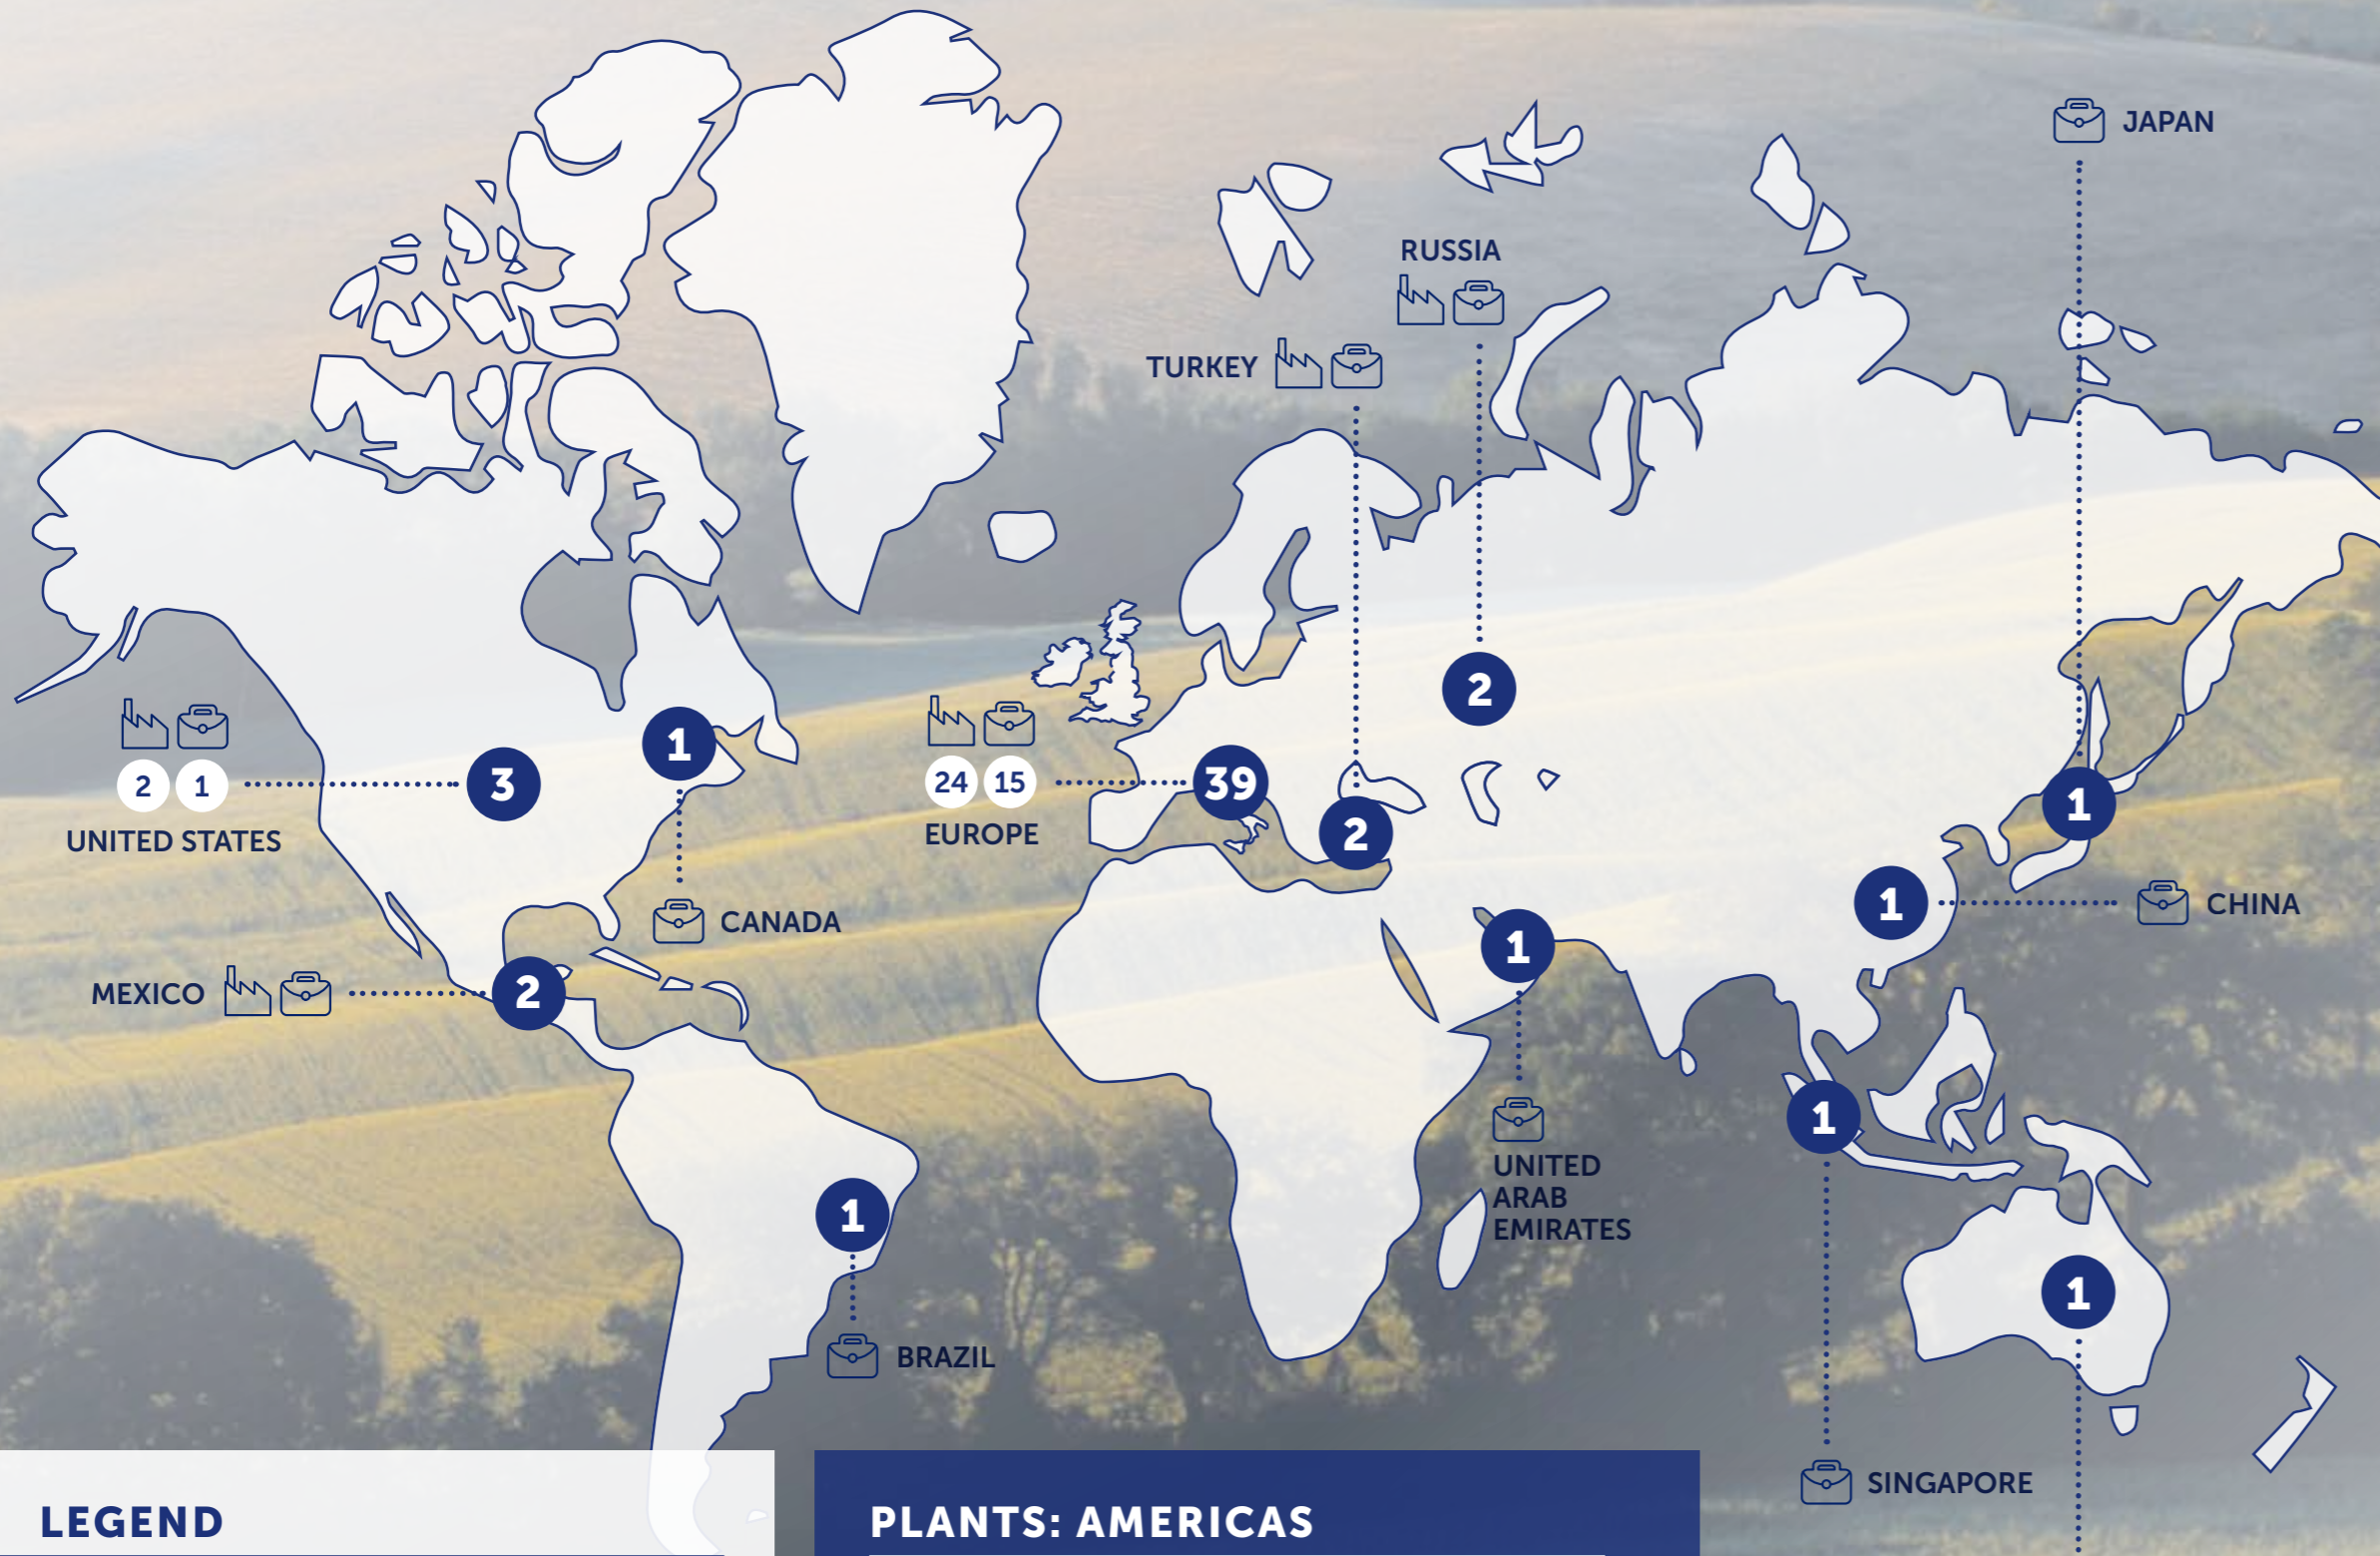 JAPAN
RUSSIA
TURKEY
2
1
3
UNITED STATES
1
CANADA
24
15
39
EUROPE
2
2
1
1
CHINA
MEXICO
2
1
UNITED
ARAB
EMIRATES
1
1
BRAZIL
1
SINGAPORE
LEGEND
PLANTS: AMERICAS